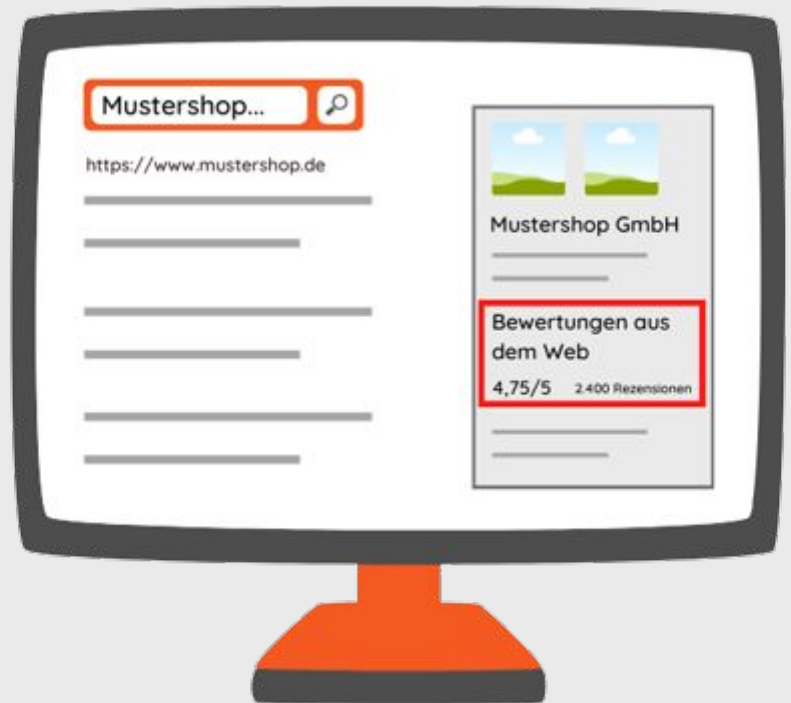 Mustershop...
https://www.mustershop.de
Mustershop GmbH
Bewertungen aus
dem Web
4,75/5 2.400 Rezensionen